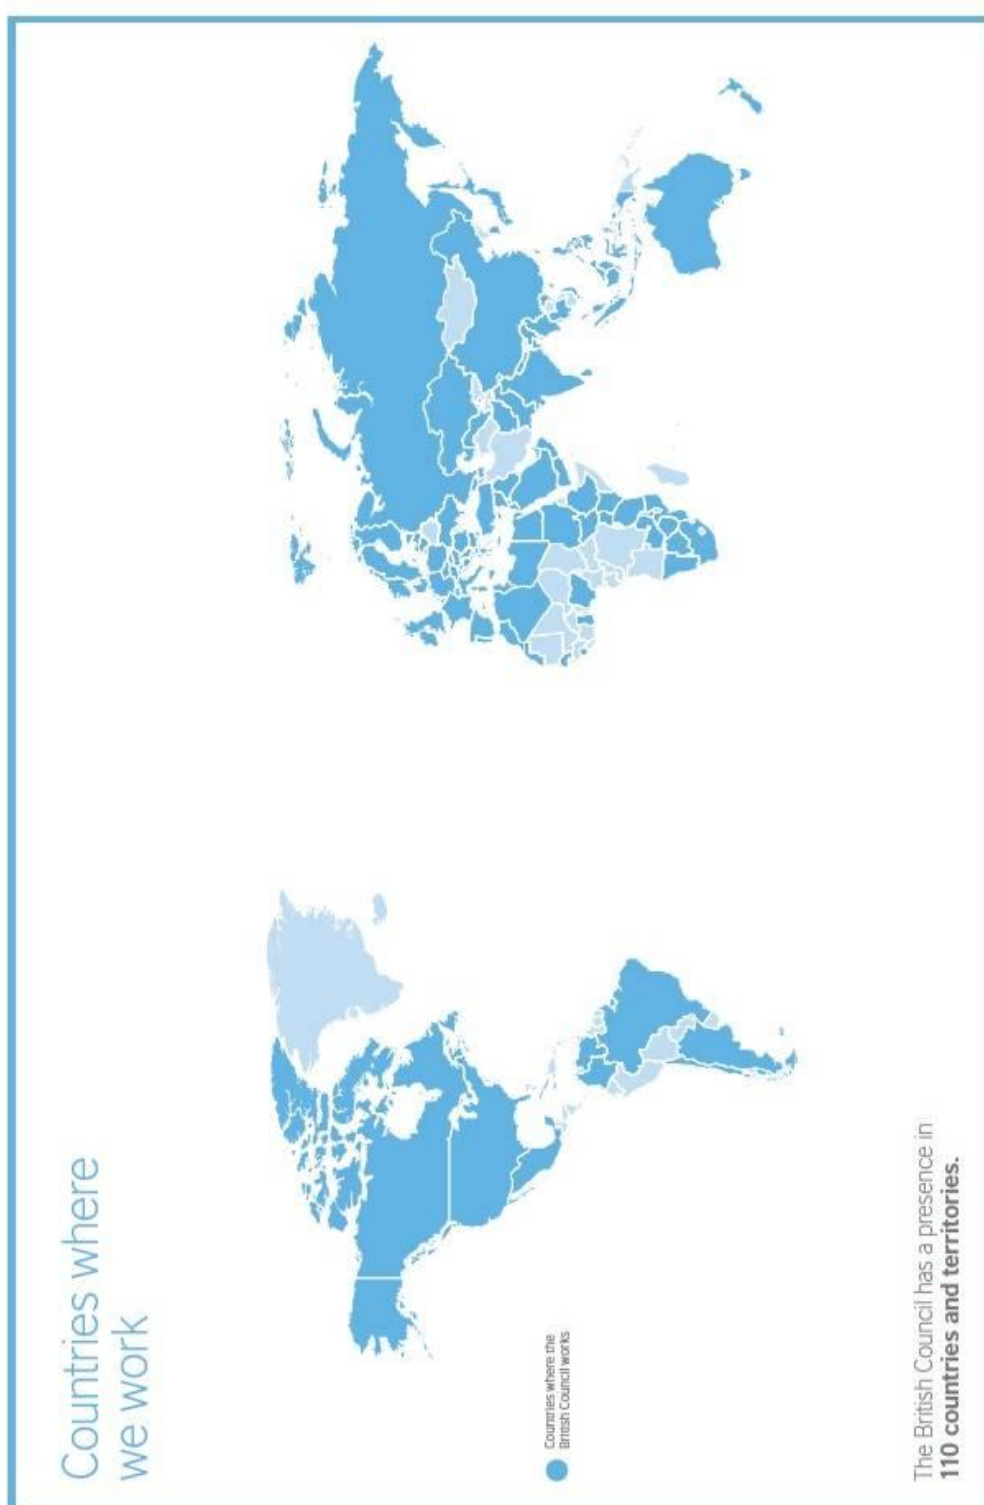 Countries where
we work
Countries where the
British Council works
The British Council has a presence in
110 countries and territories.